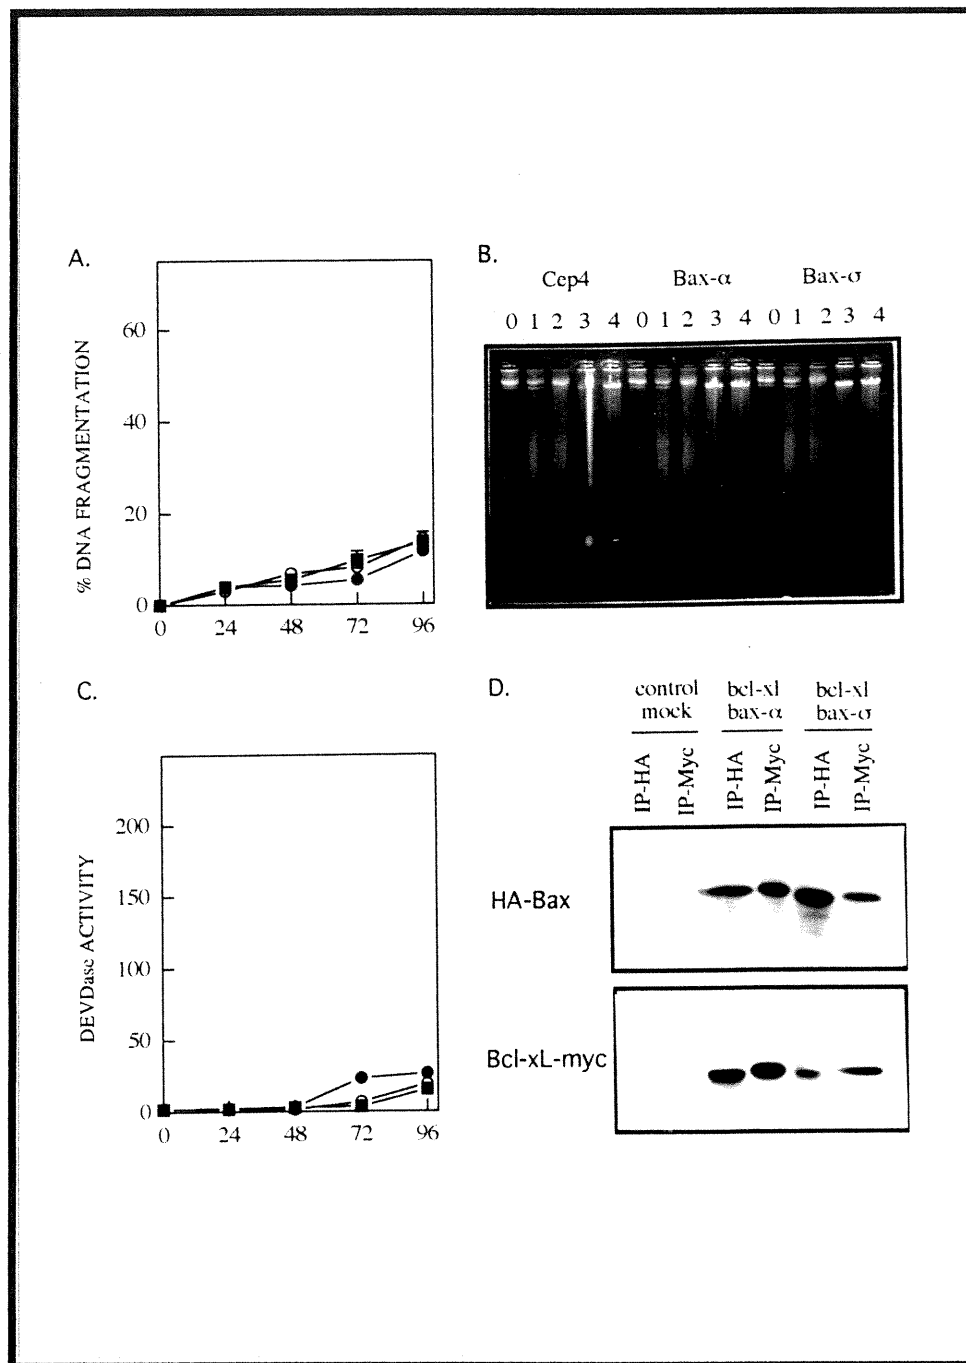 A.
% DNA FRAGMENTATION
60
40
20
0
0 24 48 72 96
B.
Cep4 Bax-α Bax-σ
0 1 2 3 4 0 1 2 3 4 0 1 2 3 4
C.
DEVDase ACTIVITY
200
150
100
50
0
0 24 48 72 96
D.
control bcl-xl bcl-xl
mock bax-α bax-σ
IP-HA IP-Myc IP-HA IP-Myc IP-HA IP-Myc
HA-Bax
Bcl-xL-myc